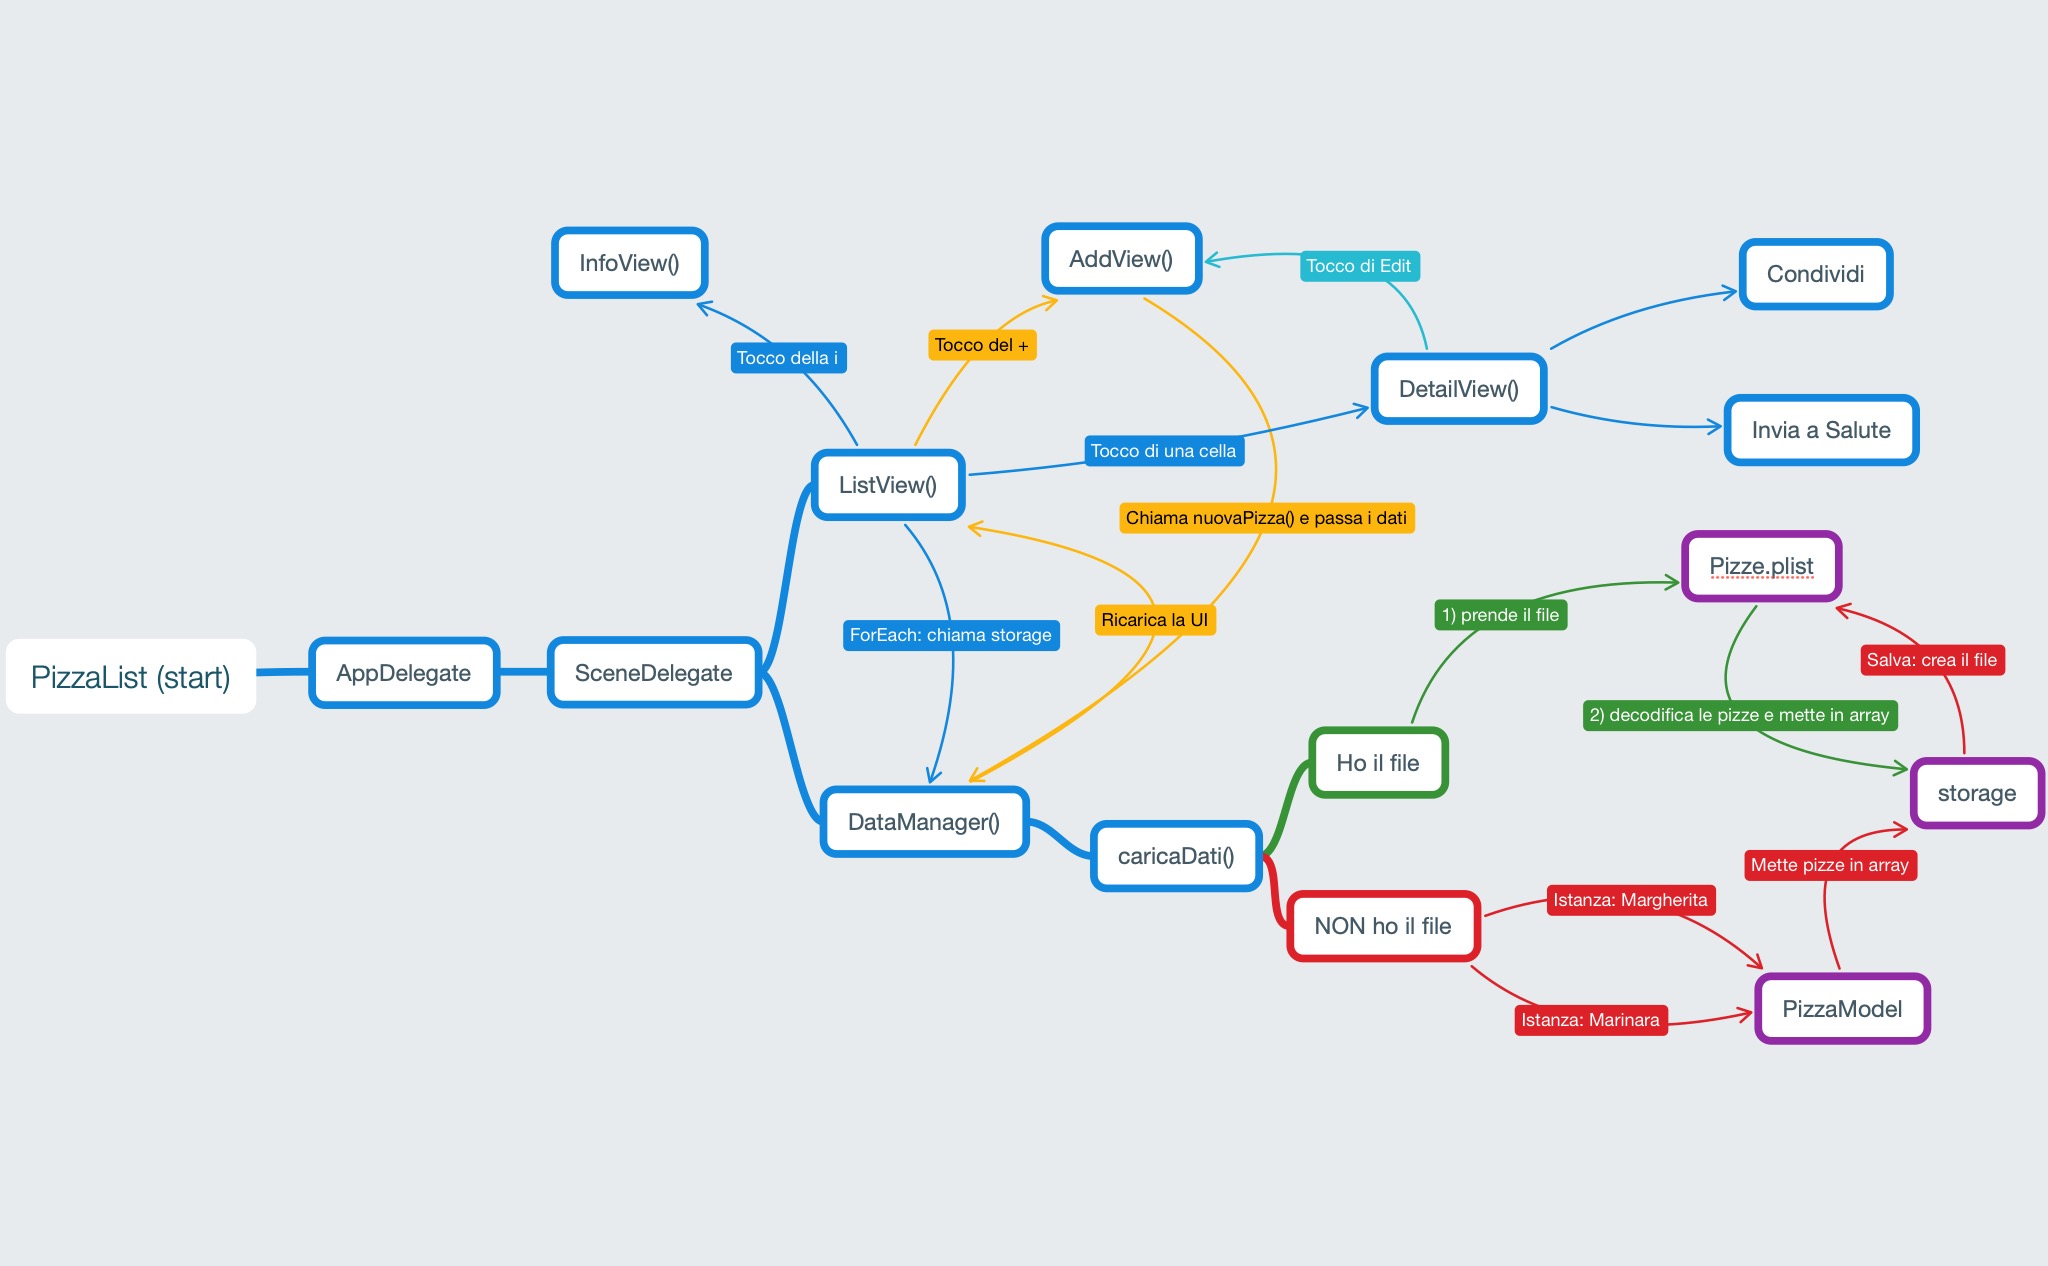 InfoView()
AddView()
Tocco di Edit
Condividi
Tocco della i
Tocco del +
DetailView()
Invia a Salute
Tocco di una cella
ListView()
Chiama nuovaPizza() e passa i dati
Pizze.plist
1) prende il file
Ricarica la UI
ForEach: chiama storage
Salva: crea il file
PizzaList (start)
AppDelegate
SceneDelegate
2) decodifica le pizze e mette in array
Ho il file
storage
DataManager()
caricaDati()
Mette pizze in array
Istanza: Margherita
NON ho il file
PizzaModel
Istanza: Marinara